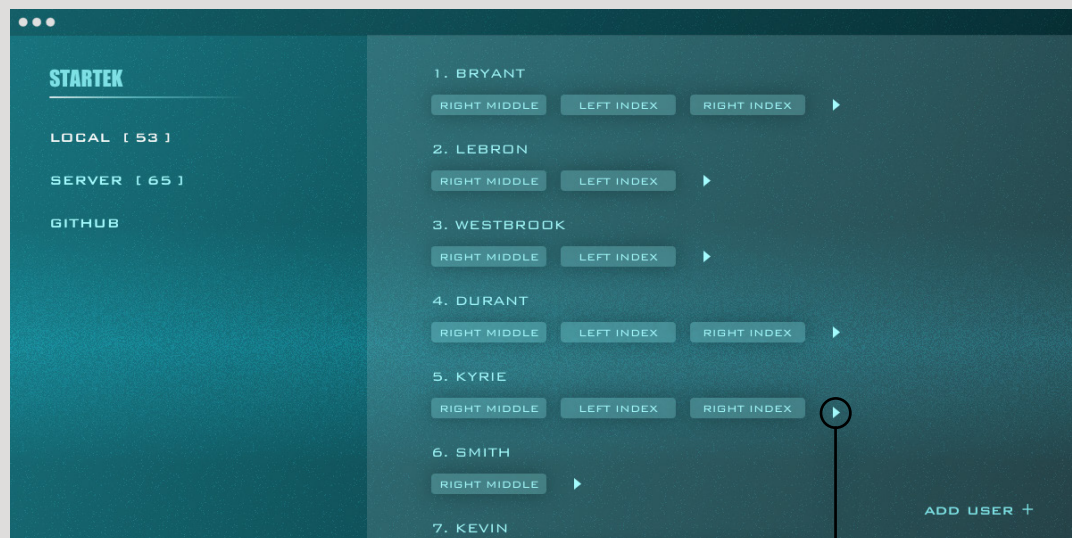 STARTEK
LOCAL [ 53 ]
SERVER [ 65 ]
GITHUB
1. BRYANT
RIGHT MIDDLE LEFT INDEX RIGHT INDEX
2. LEBRON
RIGHT MIDDLE LEFT INDEX
3. WESTBROOK
RIGHT MIDDLE LEFT INDEX
4. DURANT
RIGHT MIDDLE LEFT INDEX RIGHT INDEX
5. KYRIE
RIGHT MIDDLE LEFT INDEX RIGHT INDEX
6. SMITH
RIGHT MIDDLE
7. KEVIN
ADD USER +